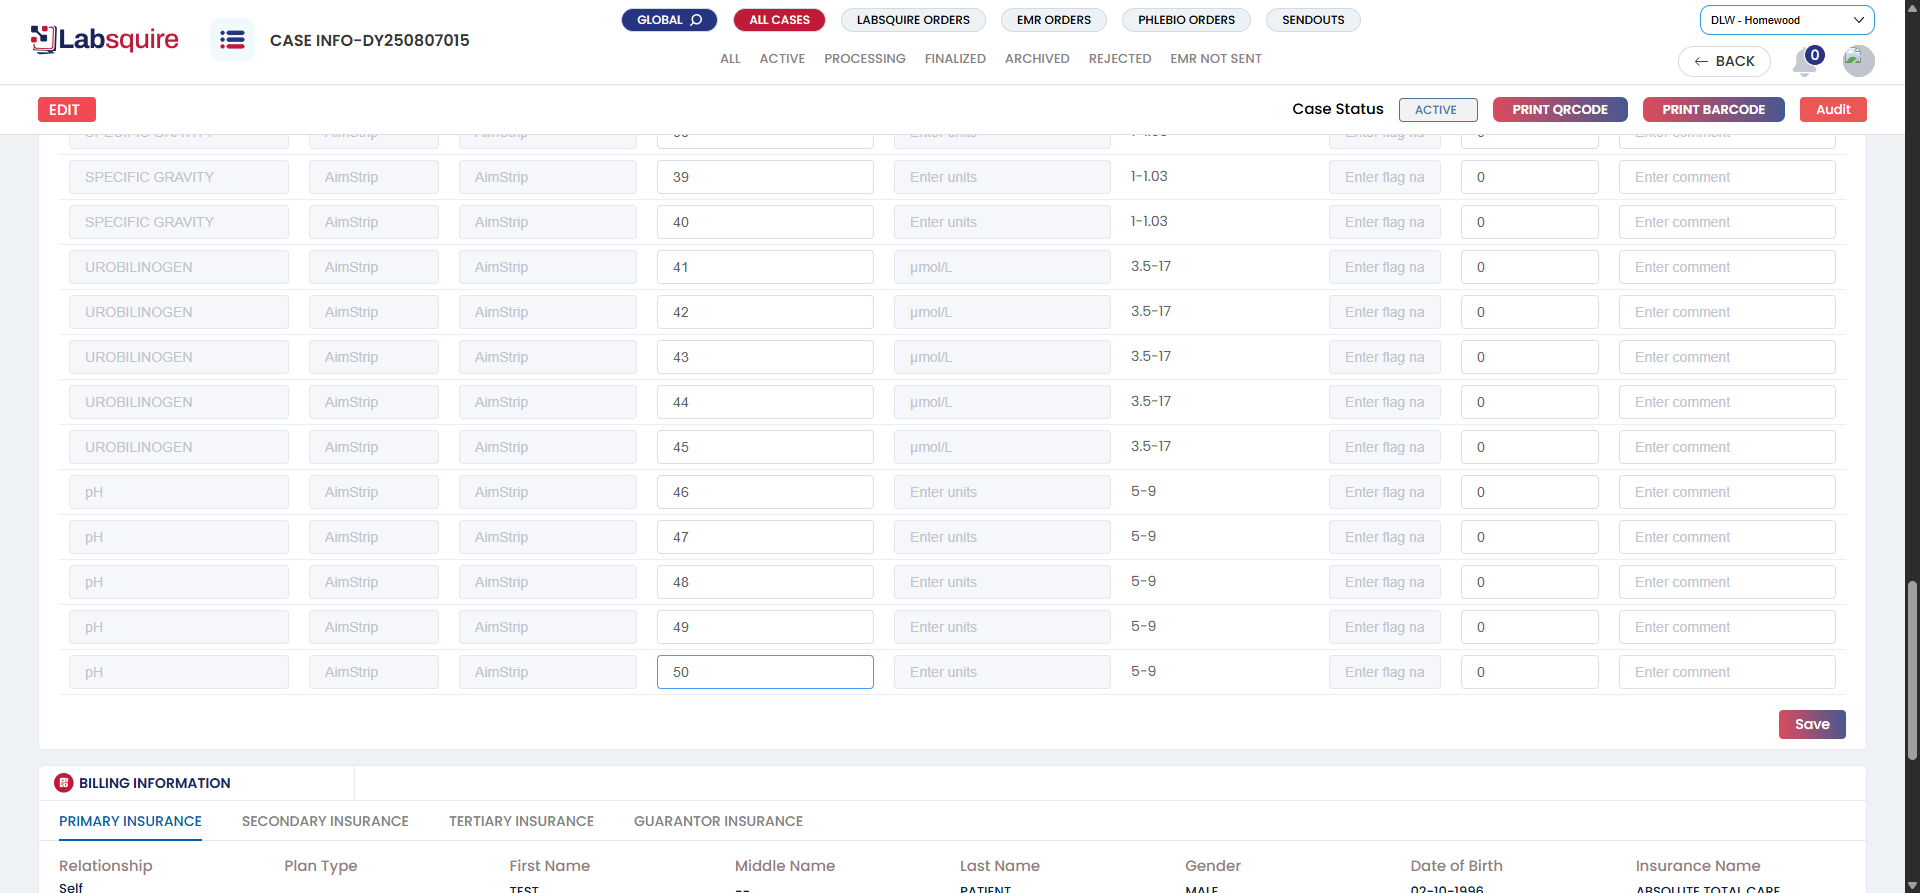 Labsquire
CASE INFO-DY250807015
GLOBAL
ALL CASES
LABSQUIRE ORDERS
EMR ORDERS
PHLEBIO ORDERS
SENDOUTS
ALL
ACTIVE
PROCESSING
FINALIZED
ARCHIVED
REJECTED
EMR NOT SENT
DLW - Homewood
BACK
0
EDIT
Case Status
ACTIVE
PRINT QRCODE
PRINT BARCODE
Audit
SPECIFIC GRAVITY AimStrip AimStrip 39 Enter units 1-1.03 Enter flag na 0 Enter comment
SPECIFIC GRAVITY AimStrip AimStrip 40 Enter units 1-1.03 Enter flag na 0 Enter comment
UROBILINOGEN AimStrip AimStrip 41 µmol/L 3.5-17 Enter flag na 0 Enter comment
UROBILINOGEN AimStrip AimStrip 42 µmol/L 3.5-17 Enter flag na 0 Enter comment
UROBILINOGEN AimStrip AimStrip 43 µmol/L 3.5-17 Enter flag na 0 Enter comment
UROBILINOGEN AimStrip AimStrip 44 µmol/L 3.5-17 Enter flag na 0 Enter comment
UROBILINOGEN AimStrip AimStrip 45 µmol/L 3.5-17 Enter flag na 0 Enter comment
pH AimStrip AimStrip 46 Enter units 5-9 Enter flag na 0 Enter comment
pH AimStrip AimStrip 47 Enter units 5-9 Enter flag na 0 Enter comment
pH AimStrip AimStrip 48 Enter units 5-9 Enter flag na 0 Enter comment
pH AimStrip AimStrip 49 Enter units 5-9 Enter flag na 0 Enter comment
pH AimStrip AimStrip 50 Enter units 5-9 Enter flag na 0 Enter comment
Save
BILLING INFORMATION
PRIMARY INSURANCE
SECONDARY INSURANCE
TERTIARY INSURANCE
GUARANTOR INSURANCE
Relationship Plan Type First Name Middle Name Last Name Gender Date of Birth Insurance Name
Self TEST -- PATIENT MALE 02-10-1996 ABSOLUTE TOTAL CARE